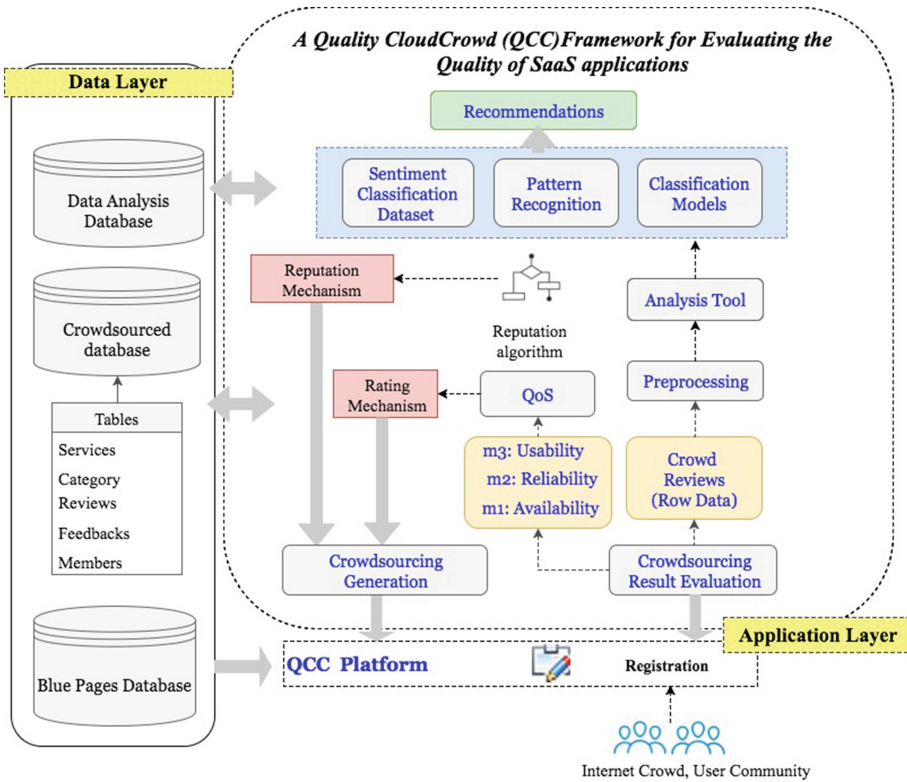 A Quality CloudCrowd (QCC)Framework for Evaluating the
Quality of SaaS applications
Data Layer
Recommendations
Data Analysis
Database
Sentiment
Classification
Dataset
Pattern
Recognition
Classification
Models
Reputation
Mechanism
Reputation
algorithm
Analysis Tool
Crowdsourced
database
Rating
Mechanism
QoS
Preprocessing
Tables
Services
Category
Reviews
Feedbacks
Members
m3: Usability
m2: Reliability
m1: Availability
Crowd
Reviews
(Row Data)
Crowdsourcing
Generation
Crowdsourcing
Result Evaluation
Application Layer
Blue Pages Database
QCC Platform
Registration
Internet Crowd, User Community